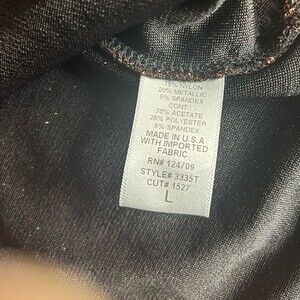 75% NYLON
20% METALLIC
5% SPANDEX
CONT.
70% ACETATE
25% POLYESTER
5% SPANDEX
MADE IN U.S.A
WITH IMPORTED
FABRIC
RN# 124709
STYLE# 3335T
CUT# 1527
L